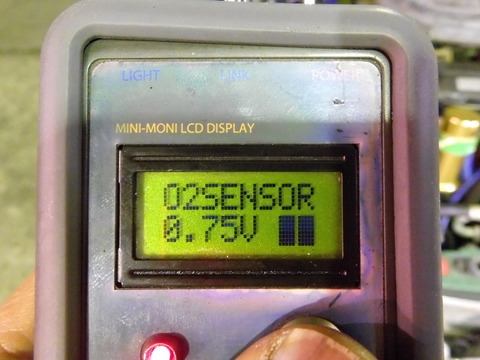 LIGHT LINK POWER
MINI-MONI LCD DISPLAY
O2SENSOR
0.75V